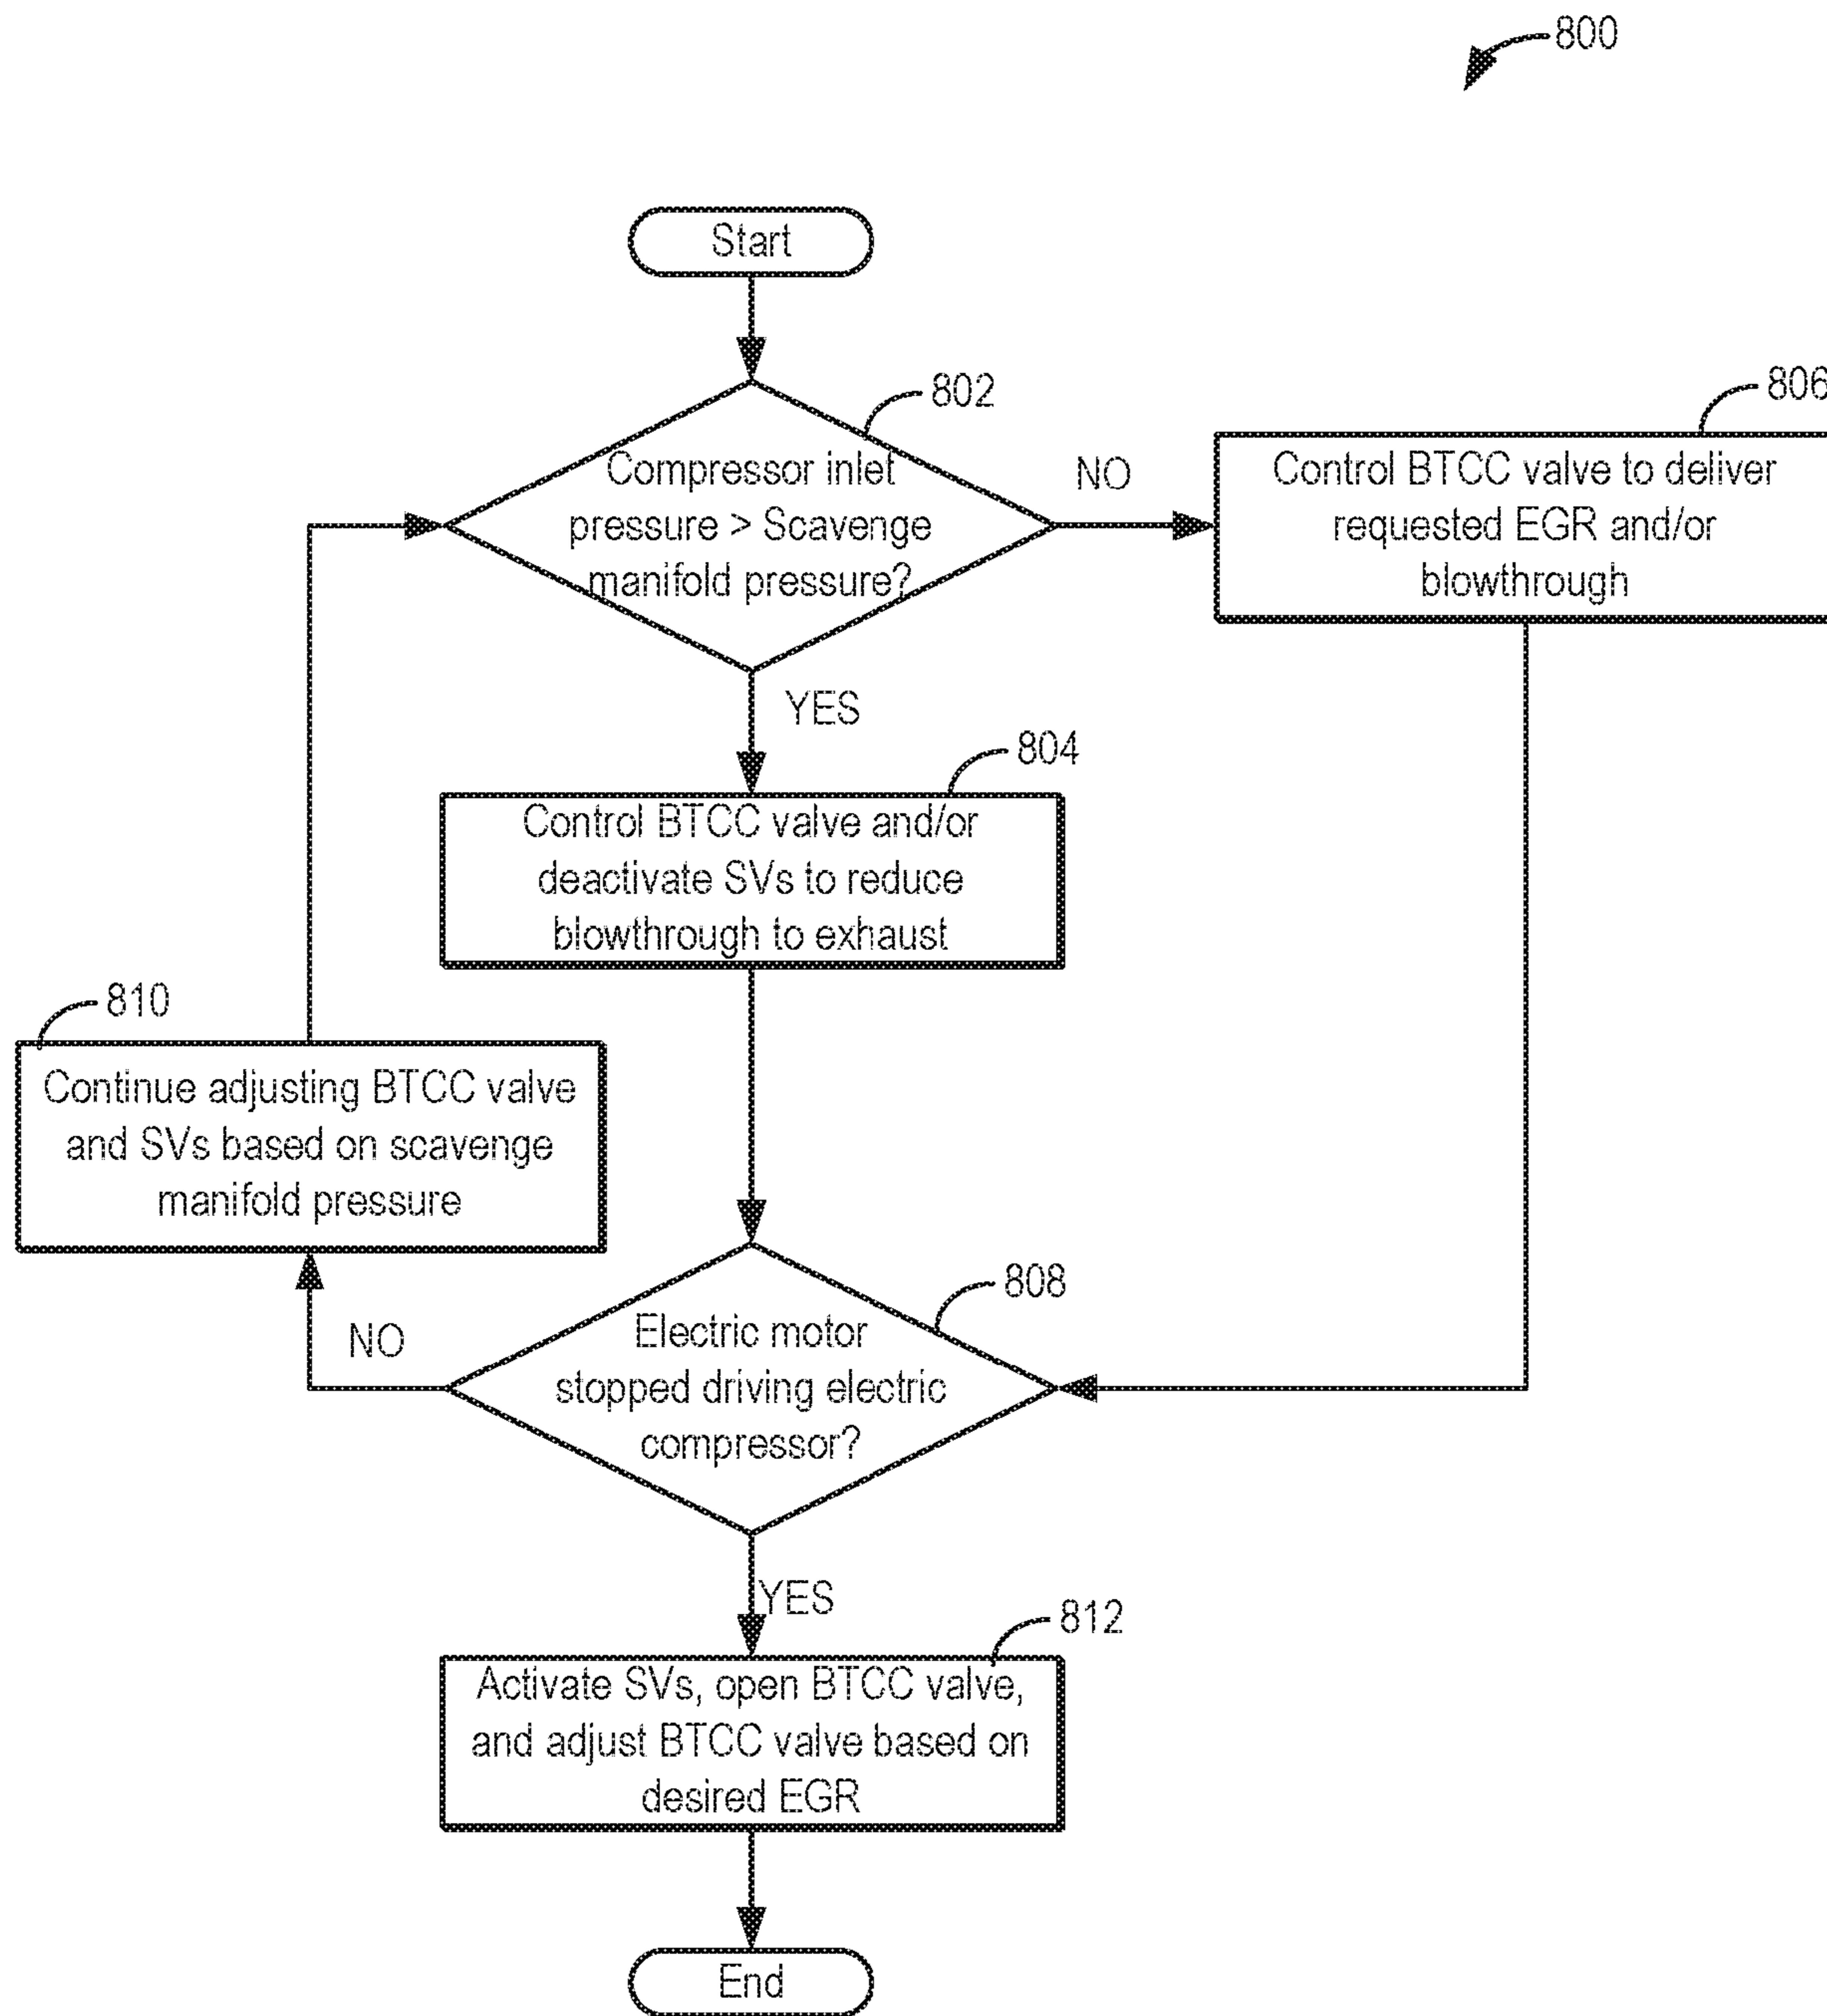 800
Start
802
Compressor inlet
pressure > Scavenge
manifold pressure?
NO
806
Control BTCC valve to deliver
requested EGR and/or
blowthrough
YES
804
Control BTCC valve and/or
deactivate SVs to reduce
blowthrough to exhaust
810
Continue adjusting BTCC valve
and SVs based on scavenge
manifold pressure
808
Electric motor
stopped driving electric
compressor?
NO
YES
812
Activate SVs, open BTCC valve,
and adjust BTCC valve based on
desired EGR
End